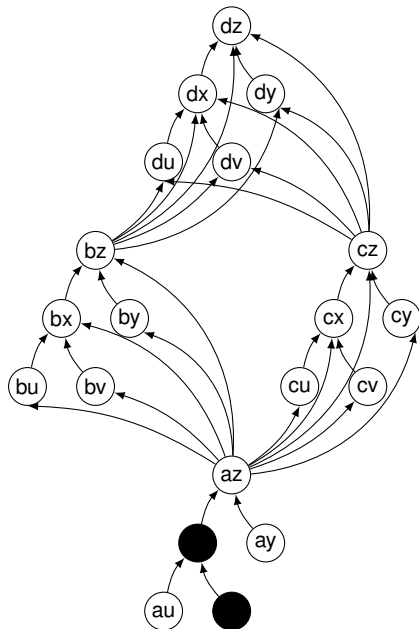 dz
dx dy
du dv
bz cz
bx by cx cy
bu bv cu cv
az
ay
au